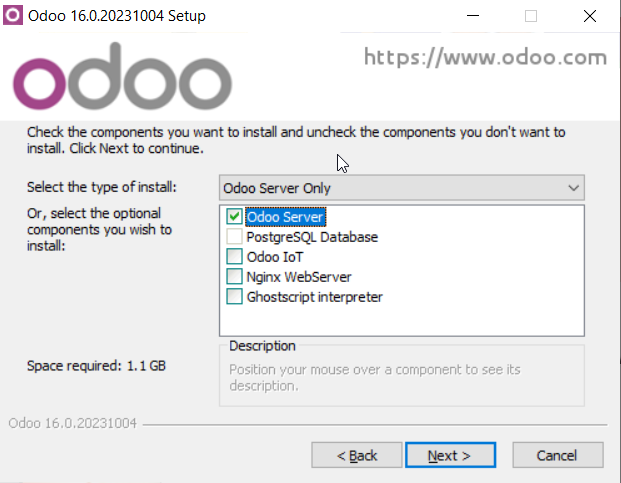 Odoo 16.0.20231004 Setup
odoo
https://www.odoo.com
Check the components you want to install and uncheck the components you don't want to
install. Click Next to continue.
Select the type of install:
Odoo Server Only
Or, select the optional
components you wish to
install:
Odoo Server
PostgreSQL Database
Odoo IoT
Nginx WebServer
Ghostscript interpreter
Space required: 1.1 GB
Description
Position your mouse over a component to see its
description.
Odoo 16.0.20231004
< Back
Next >
Cancel